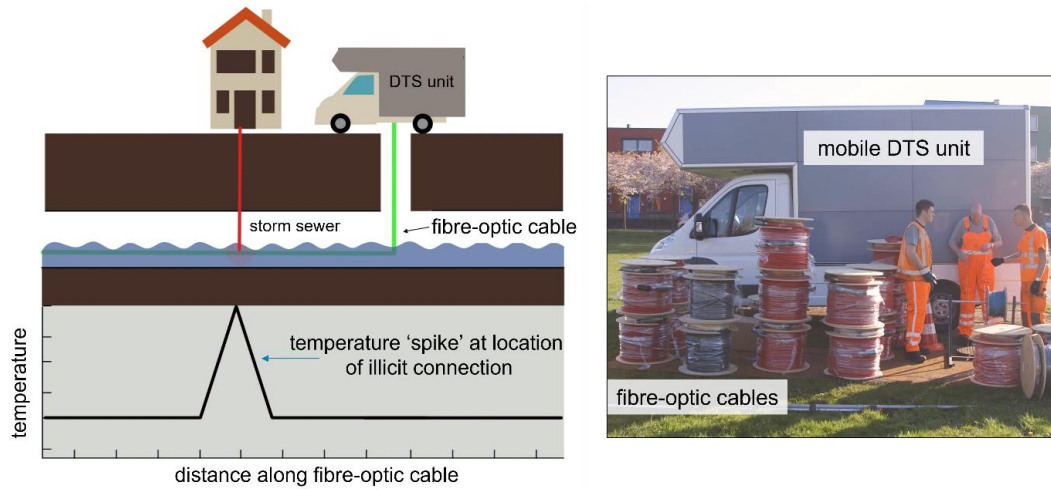 DTS unit
storm sewer
fibre-optic cable
temperature 'spike' at location
of illicit connection
temperature
distance along fibre-optic cable
mobile DTS unit
fibre-optic cables